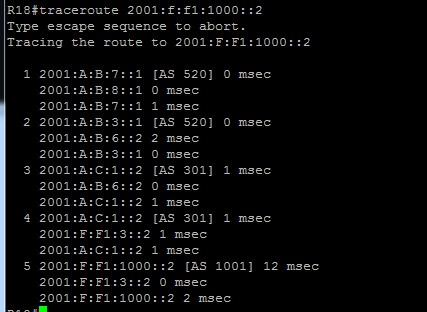 R18#traceroute 2001:f:f1:1000::2
Type escape sequence to abort.
Tracing the route to 2001:F:F1:1000::2
1 2001:A:B:7::1 [AS 520] 0 msec
2001:A:B:8::1 0 msec
2001:A:B:7::1 1 msec
2 2001:A:B:3::1 [AS 520] 0 msec
2001:A:B:6::2 2 msec
2001:A:B:3::1 0 msec
3 2001:A:C:1::2 [AS 301] 1 msec
2001:A:B:6::2 0 msec
2001:A:C:1::2 1 msec
4 2001:A:C:1::2 [AS 301] 1 msec
2001:F:F1:3::2 1 msec
2001:A:C:1::2 1 msec
5 2001:F:F1:1000::2 [AS 1001] 12 msec
2001:F:F1:3::2 0 msec
2001:F:F1:1000::2 2 msec
R18#